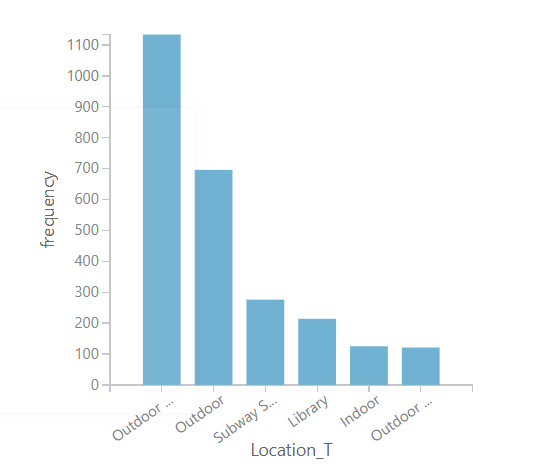 1100
1000
900
800
700
600
500
400
300
200
100
0
frequency
Outdoor ...
Outdoor
Subway S...
Library
Indoor
Outdoor ...
Location_T